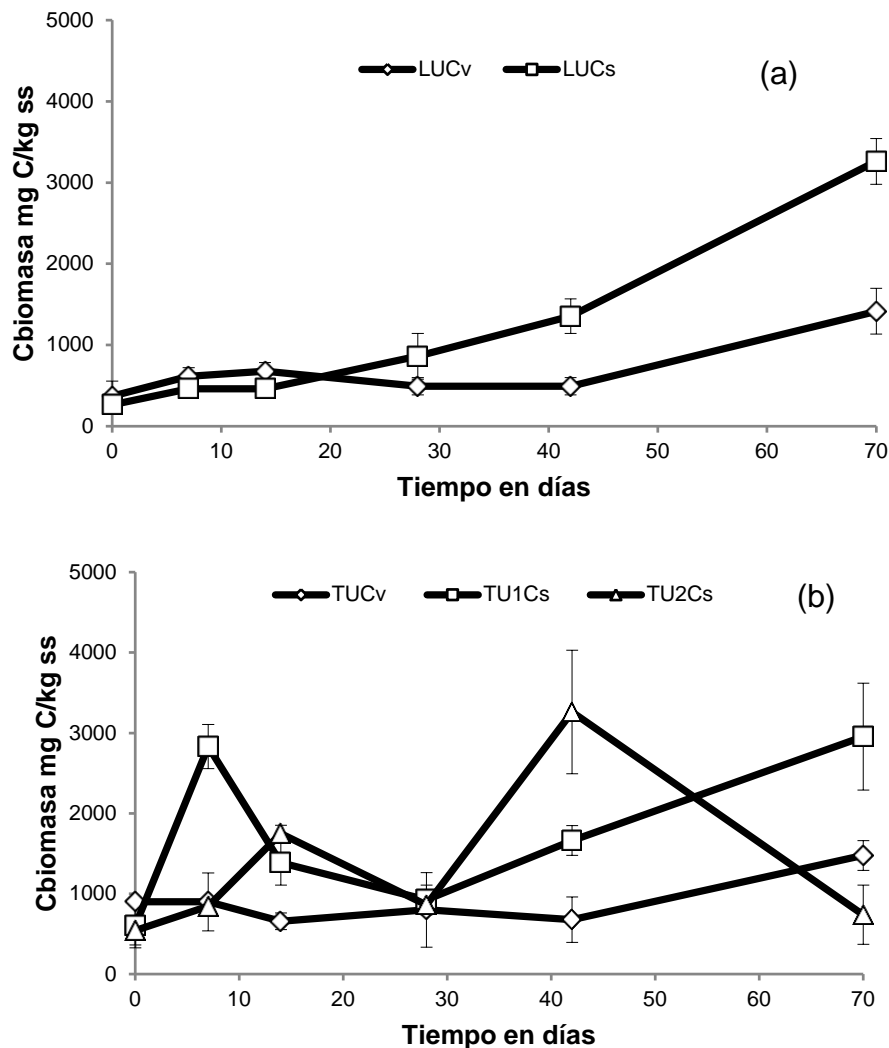 5000
LUCv LUCs (a)
4000
3000
2000
1000
0
Cbiomasa mg C/kg ss
0 10 20 30 40 50 60 70
Tiempo en días
5000
TUCv TU1Cs TU2Cs (b)
4000
3000
2000
1000
0
Cbiomasa mg C/kg ss
0 10 20 30 40 50 60 70
Tiempo en días